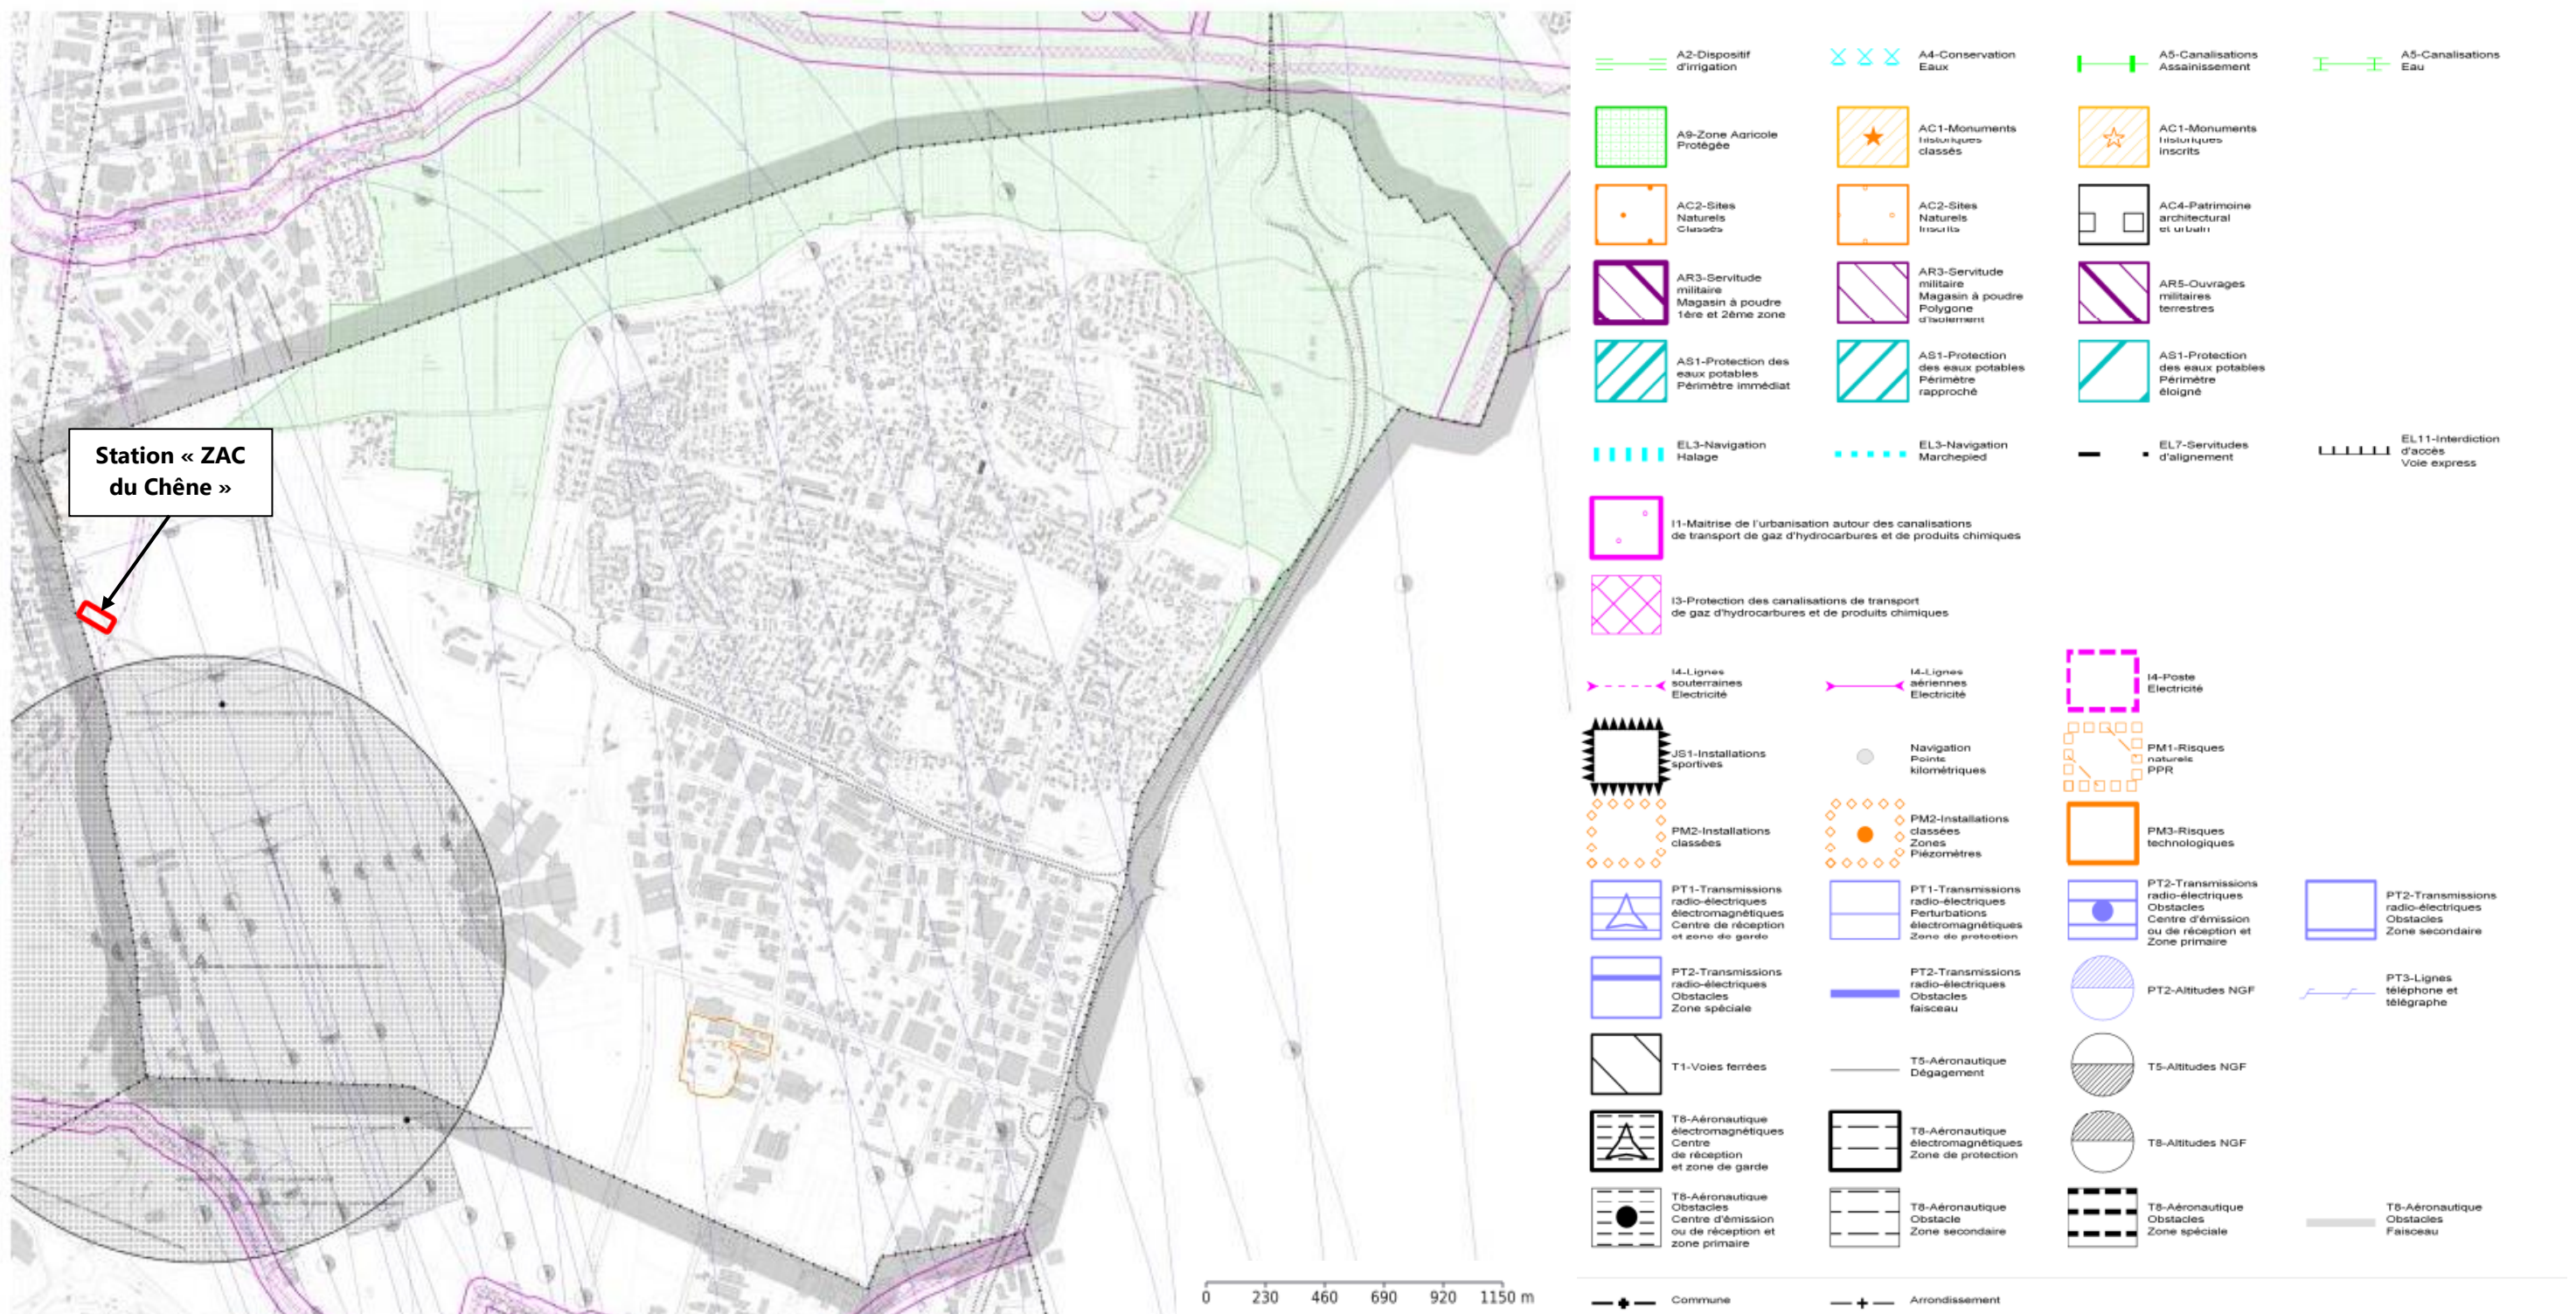 Station « ZAC
du Chêne »
0 230 460 690 920 1150 m
A2-Dispositif
d'irrigation
A4-Conservation
Eaux
A5-Canalisations
Assainissement
A5-Canalisations
Eau
A9-Zone Agricole
Protégée
AC1-Monuments
historiques
classés
AC1-Monuments
historiques
inscrits
AC2-Sites
Naturels
Classés
AC2-Sites
Naturels
Inscrits
AC4-Patrimoine
architectural
et urbain
AR3-Servitude
militaire
Magasin à poudre
1ère et 2ème zone
AR3-Servitude
militaire
Magasin à poudre
Polygone
d'isolement
AR5-Ouvrages
militaires
terrestres
AS1-Protection des
eaux potables
Périmètre immédiat
AS1-Protection
des eaux potables
Périmètre
rapproché
AS1-Protection
des eaux potables
Périmètre
éloigné
EL3-Navigation
Halage
EL3-Navigation
Marchepied
EL7-Servitudes
d'alignement
EL11-Interdiction
d'accès
Voie express
I1-Maitrise de l'urbanisation autour des canalisations
de transport de gaz d'hydrocarbures et de produits chimiques
I3-Protection des canalisations de transport
de gaz d'hydrocarbures et de produits chimiques
I4-Lignes
souterraines
Electricité
I4-Lignes
aériennes
Electricité
I4-Poste
Electricité
JS1-Installations
sportives
Navigation
Points
kilométriques
PM1-Risques
naturels
PPR
PM2-Installations
classées
PM2-Installations
classées
Zones
Piézomètres
PM3-Risques
technologiques
PT1-Transmissions
radio-électriques
électromagnétiques
Centre de réception
et zone de garde
PT1-Transmissions
radio-électriques
Perturbations
électromagnétiques
Zone de protection
PT2-Transmissions
radio-électriques
Obstacles
Centre d'émission
ou de réception et
Zone primaire
PT2-Transmissions
radio-électriques
Obstacles
Zone secondaire
PT2-Transmissions
radio-électriques
Obstacles
Zone spéciale
PT2-Transmissions
radio-électriques
Obstacles
faisceau
PT2-Altitudes NGF
PT3-Lignes
téléphone et
télégraphe
T1-Voies ferrées
T5-Aéronautique
Dégagement
T5-Altitudes NGF
T8-Aéronautique
électromagnétiques
Centre
de réception
et zone de garde
T8-Aéronautique
électromagnétiques
Zone de protection
T8-Altitudes NGF
T8-Aéronautique
Obstacles
Centre d'émission
ou de réception et
zone primaire
T8-Aéronautique
Obstacle
Zone secondaire
T8-Aéronautique
Obstacles
Zone spéciale
T8-Aéronautique
Obstacles
Faisceau
Commune
Arrondissement